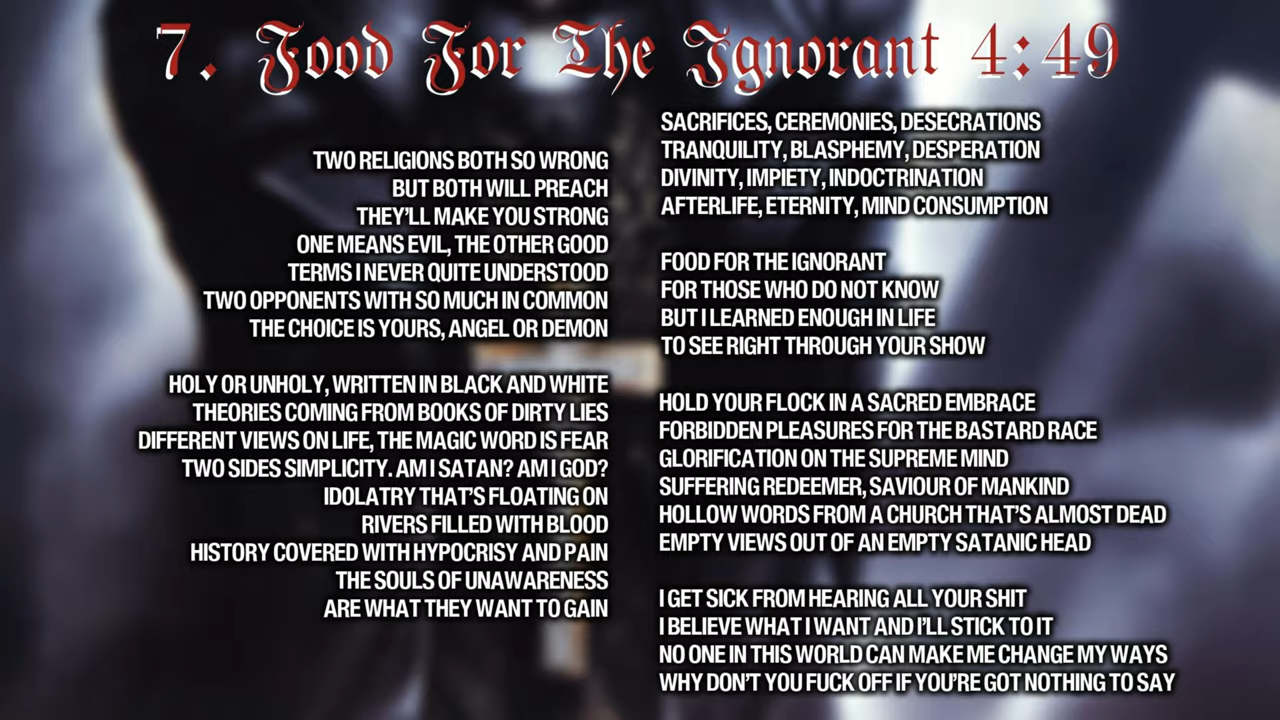 7. Food For The Ignorant 4:49
TWO RELIGIONS BOTH SO WRONG
BUT BOTH WILL PREACH
THEY'LL MAKE YOU STRONG
ONE MEANS EVIL, THE OTHER GOOD
TERMS I NEVER QUITE UNDERSTOOD
TWO OPPONENTS WITH SO MUCH IN COMMON
THE CHOICE IS YOURS, ANGEL OR DEMON
HOLY OR UNHOLY, WRITTEN IN BLACK AND WHITE
THEORIES COMING FROM BOOKS OF DIRTY LIES
DIFFERENT VIEWS ON LIFE, THE MAGIC WORD IS FEAR
TWO SIDES SIMPLICITY. AM I SATAN? AM I GOD?
IDOLATRY THAT'S FLOATING ON
RIVERS FILLED WITH BLOOD
HISTORY COVERED WITH HYPOCRISY AND PAIN
THE SOULS OF UNAWARENESS
ARE WHAT THEY WANT TO GAIN
SACRIFICES, CEREMONIES, DESECRATIONS
TRANQUILITY, BLASPHEMY, DESPERATION
DIVINITY, IMPIETY, INDOCTRINATION
AFTERLIFE, ETERNITY, MIND CONSUMPTION
FOOD FOR THE IGNORANT
FOR THOSE WHO DO NOT KNOW
BUT I LEARNED ENOUGH IN LIFE
TO SEE RIGHT THROUGH YOUR SHOW
HOLD YOUR FLOCK IN A SACRED EMBRACE
FORBIDDEN PLEASURES FOR THE BASTARD RACE
GLORIFICATION ON THE SUPREME MIND
SUFFERING REDEEMER, SAVIOUR OF MANKIND
HOLLOW WORDS FROM A CHURCH THAT'S ALMOST DEAD
EMPTY VIEWS OUT OF AN EMPTY SATANIC HEAD
I GET SICK FROM HEARING ALL YOUR SHIT
I BELIEVE WHAT I WANT AND I'LL STICK TO IT
NO ONE IN THIS WORLD CAN MAKE ME CHANGE MY WAYS
WHY DON'T YOU FUCK OFF IF YOU'RE GOT NOTHING TO SAY